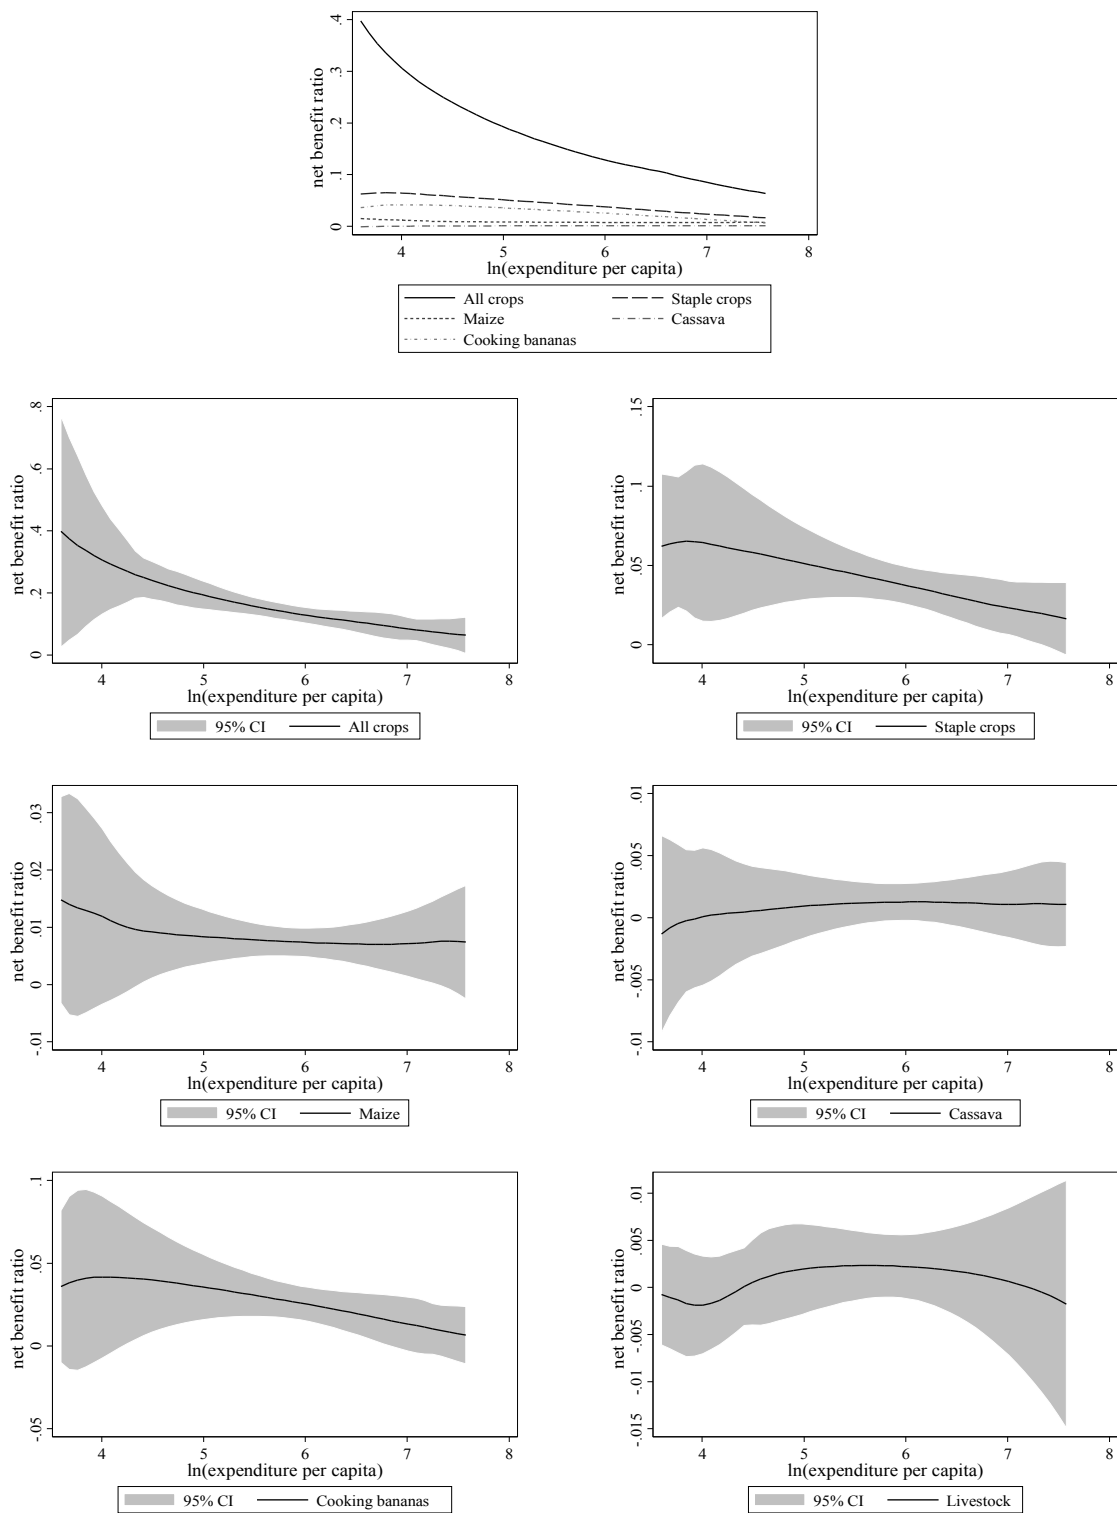 net benefit ratio
.4
.3
.2
.1
0
4 5 6 7 8
ln(expenditure per capita)
All crops Staple crops
Maize Cassava
Cooking bananas
net benefit ratio
.8
.6
.4
.2
0
4 5 6 7 8
ln(expenditure per capita)
95% CI All crops
net benefit ratio
.15
.1
.05
0
4 5 6 7 8
ln(expenditure per capita)
95% CI Staple crops
net benefit ratio
.03
.02
.01
0
-.01
4 5 6 7 8
ln(expenditure per capita)
95% CI Maize
net benefit ratio
.01
.005
0
-.005
-.01
4 5 6 7 8
ln(expenditure per capita)
95% CI Cassava
net benefit ratio
.1
.05
0
-.05
4 5 6 7 8
ln(expenditure per capita)
95% CI Cooking bananas
net benefit ratio
.01
.005
0
-.005
-.01
-.015
4 5 6 7 8
ln(expenditure per capita)
95% CI Livestock